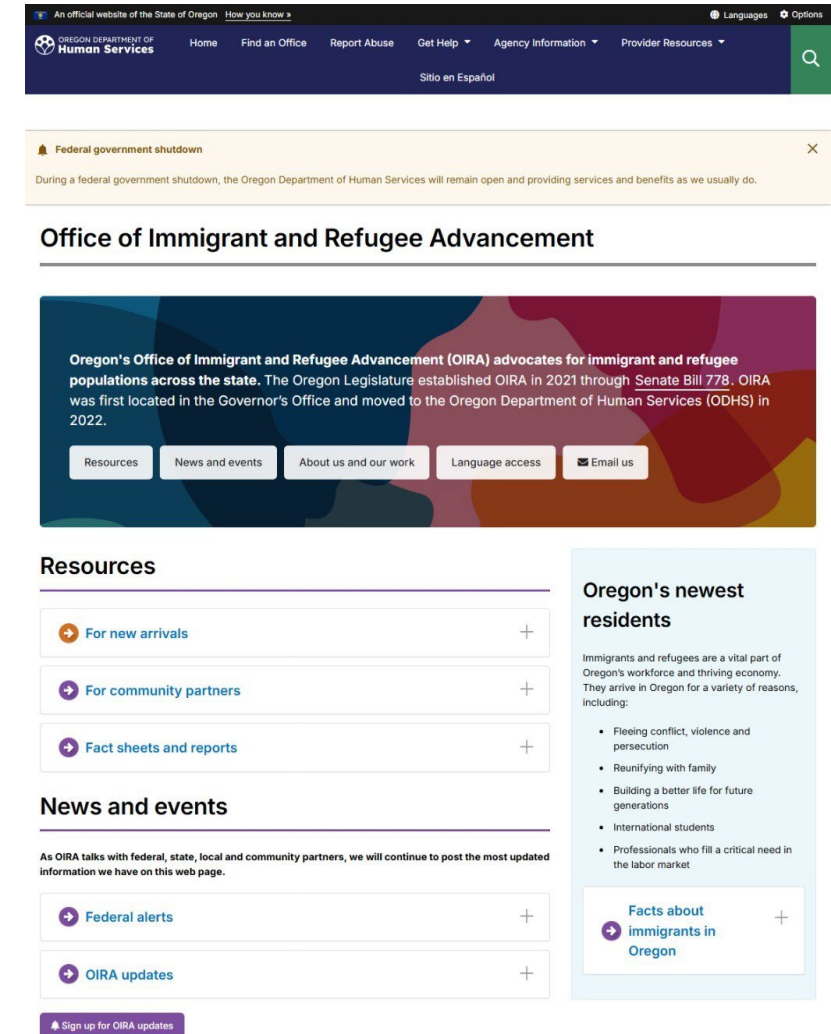 An official website of the State of Oregon How you know »
Languages Options
OREGON DEPARTMENT OF
Human Services
Home Find an Office Report Abuse Get Help Agency Information Provider Resources
Sitio en Español
Federal government shutdown
During a federal government shutdown, the Oregon Department of Human Services will remain open and providing services and benefits as we usually do.
Office of Immigrant and Refugee Advancement
Oregon's Office of Immigrant and Refugee Advancement (OIRA) advocates for immigrant and refugee
populations across the state. The Oregon Legislature established OIRA in 2021 through Senate Bill 778. OIRA
was first located in the Governor's Office and moved to the Oregon Department of Human Services (ODHS) in
2022.
Resources News and events About us and our work Language access Email us
Resources
For new arrivals
For community partners
Fact sheets and reports
News and events
As OIRA talks with federal, state, local and community partners, we will continue to post the most updated
information we have on this web page.
Federal alerts
OIRA updates
Sign up for OIRA updates
Oregon's newest
residents
Immigrants and refugees are a vital part of
Oregon's workforce and thriving economy.
They arrive in Oregon for a variety of reasons,
including:
• Fleeing conflict, violence and
persecution
• Reunifying with family
• Building a better life for future
generations
• International students
• Professionals who fill a critical need in
the labor market
Facts about
immigrants in
Oregon